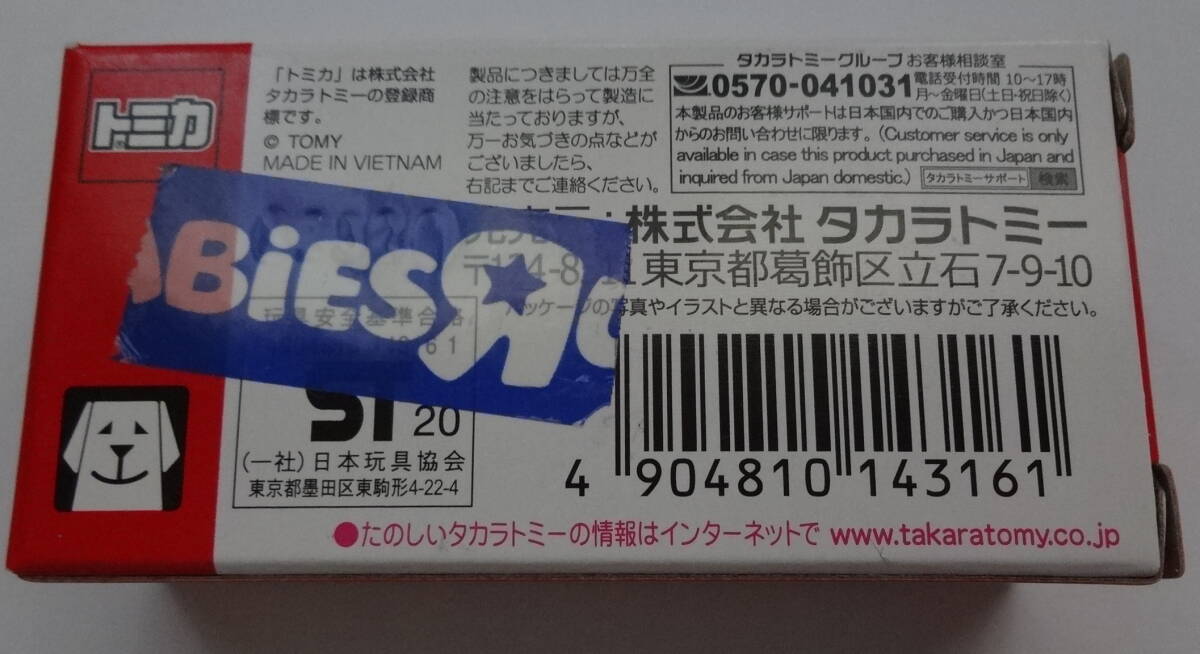 トミカ
「トミカ」は株式会社
タカラトミーの登録商
標です。
© TOMY
MADE IN VIETNAM
製品につきましては万全
の注意をはらって製造に
当たっておりますが、
万一お気づきの点などが
ございましたら、
右記までご連絡ください。
タカラトミーグループお客様相談室
0570-041031
電話受付時間 10～17時
月～金曜日(土日・祝日除く)
本製品のお客様サポートは日本国内でのご購入かつ日本国内
からのお問い合わせに限ります。(Customer service is only
available in case this product purchased in Japan and
inquired from Japan domestic.)
タカラトミーサポート 検索
株式会社 タカラトミー
東京都葛飾区立石7-9-10
パッケージの写真やイラストと異なる場合がございますがご了承ください。
ABiES R
玩具安全基準合格
61
ST 20
(一社)日本玩具協会
東京都墨田区東駒形4-22-4
4 904810 143161
●たのしいタカラトミーの情報はインターネットで www.takaratomy.co.jp